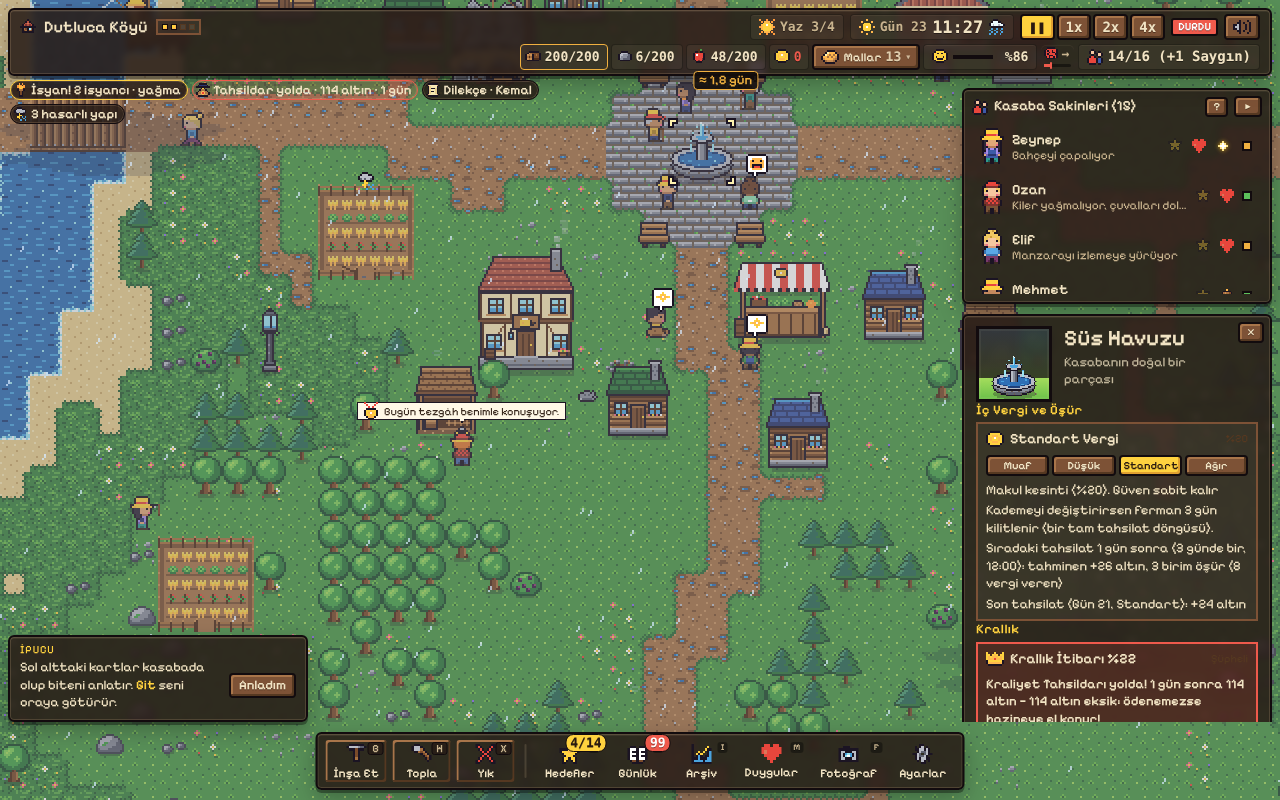 Dutluca Köyü
Yaz 3/4
Gün 23 11:27
1x
2x
4x
DURDU
200/200
6/200
48/200
0
Mallar 13
%86
14/16 (+1 Saygın)
≈ 1.8 gün
İsyan! 2 isyancı · yağma
Tahsildar yolda · 114 altın · 1 gün
Dilekçe · Kemal
3 hasarlı yapı
Kasaba Sakinleri (15)
?
Zeynep
Bahçeyi çapalıyor
Ozan
Kiler yağmalıyor, çuvalları dol…
Elif
Manzarayı izlemeye yürüyor
Mehmet
Süs Havuzu
Kasabanın doğal bir
parçası
İç Vergi ve Öşür
Standart Vergi
Muaf
Düşük
Standart
Ağır
Makul kesinti (%20). Güven sabit kalır
Kademeyi değiştirirsen ferman 3 gün
kilitlenir (bir tam tahsilat döngüsü).
Sıradaki tahsilat 1 gün sonra (3 günde bir,
12:00): tahminen +26 altın, 3 birim öşür (8
vergi veren)
Son tahsilat (Gün 21, Standart): +24 altın
Krallık
Krallık İtibarı %22
Kraliyet Tahsildarı yolda! 1 gün sonra 114
altın - 114 altın eksik: ödenemezse
hazineye el konur!
Bugün tezgâh benimle konuşuyor.
İPUCU
Sol alttaki kartlar kasabada
olup biteni anlatır. Git seni
oraya götürür.
Anladım
İnşa Et
G
Topla
H
Yık
X
Hedefler
4/14
Günlük
99
Arşiv
I
Duygular
M
Fotoğraf
F
Ayarlar